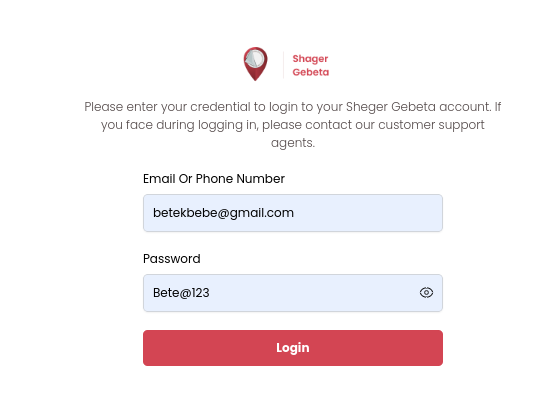 Shager
Gebeta
Please enter your credential to login to your Sheger Gebeta account. If
you face during logging in, please contact our customer support
agents.
Email Or Phone Number
betekbebe@gmail.com
Password
Bete@123
Login